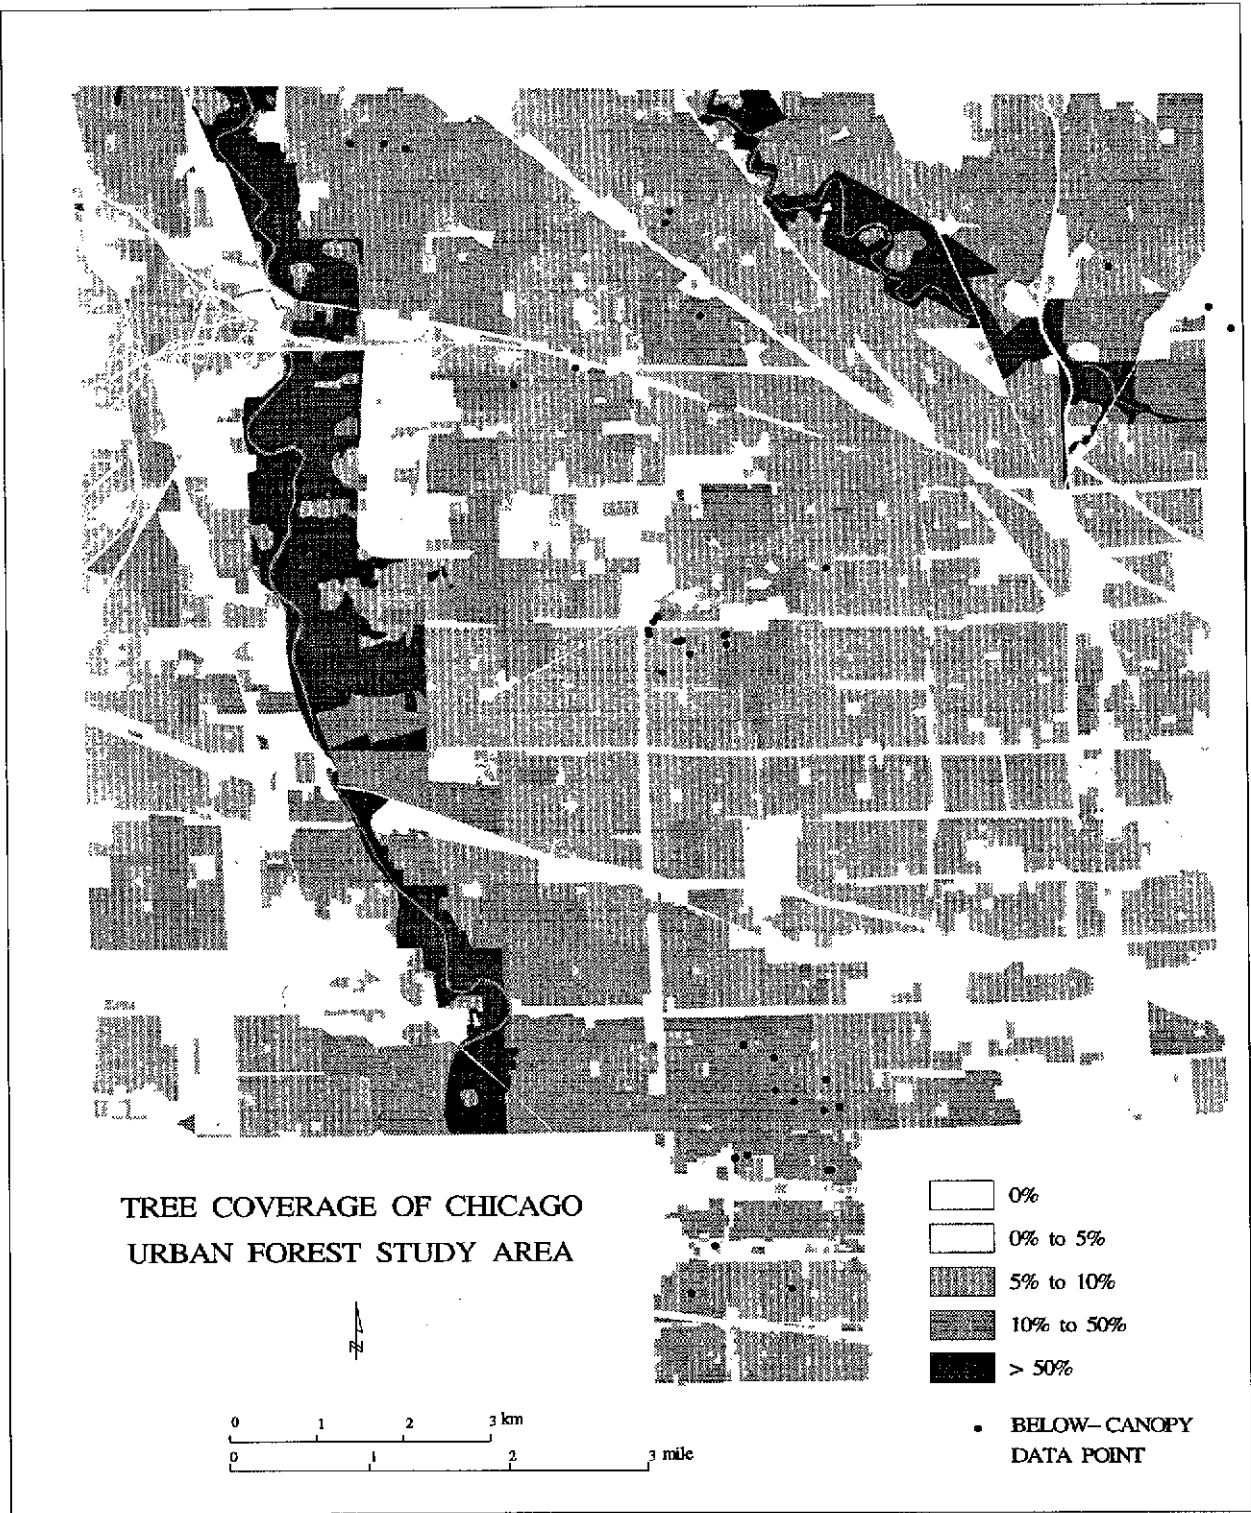 TREE COVERAGE OF CHICAGO
URBAN FOREST STUDY AREA
N
0 1 2 3 km
0 1 2 3 mile
0%
0% to 5%
5% to 10%
10% to 50%
> 50%
BELOW-CANOPY
DATA POINT